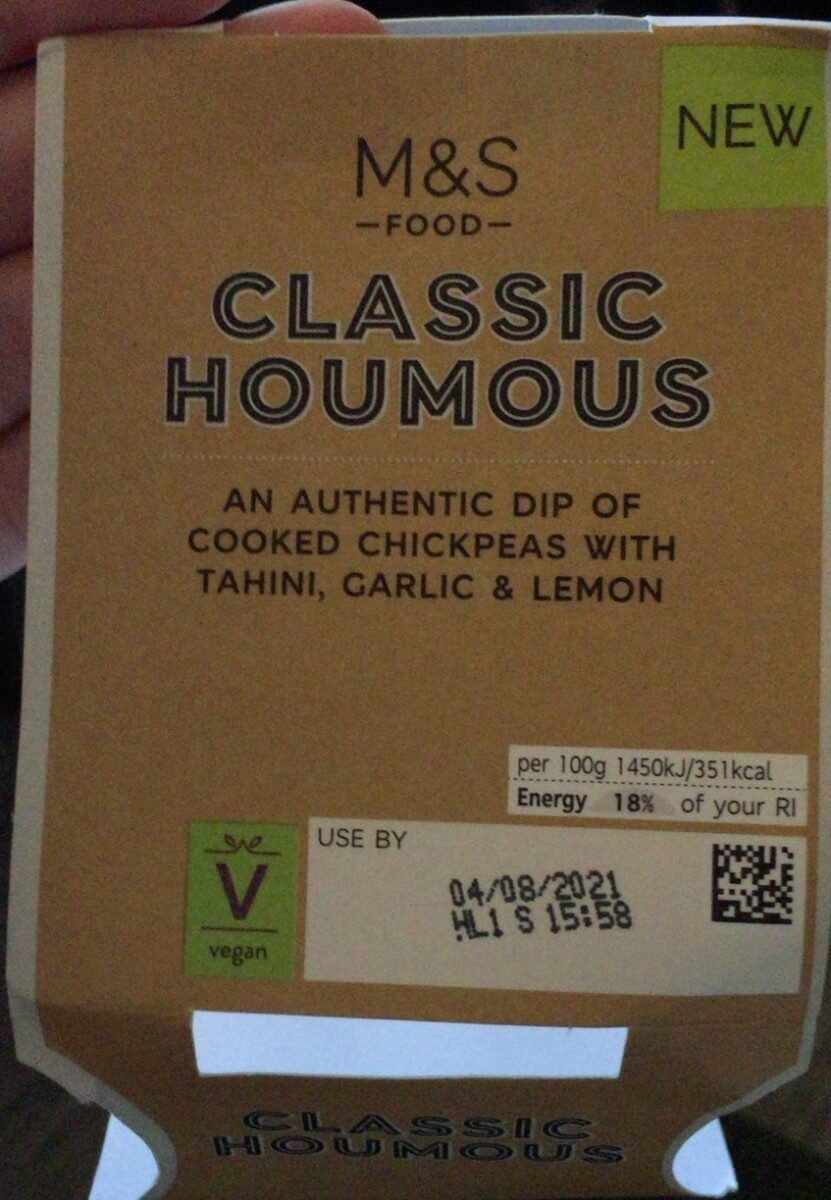 NEW
M&S
—FOOD—
CLASSIC
HOUMOUS
AN AUTHENTIC DIP OF
COOKED CHICKPEAS WITH
TAHINI, GARLIC & LEMON
per 100g 1450kJ/351kcal
Energy 18% of your RI
USE BY
04/08/2021
HL1 S 15:58
V
vegan
CLASSIC
HOUMOUS